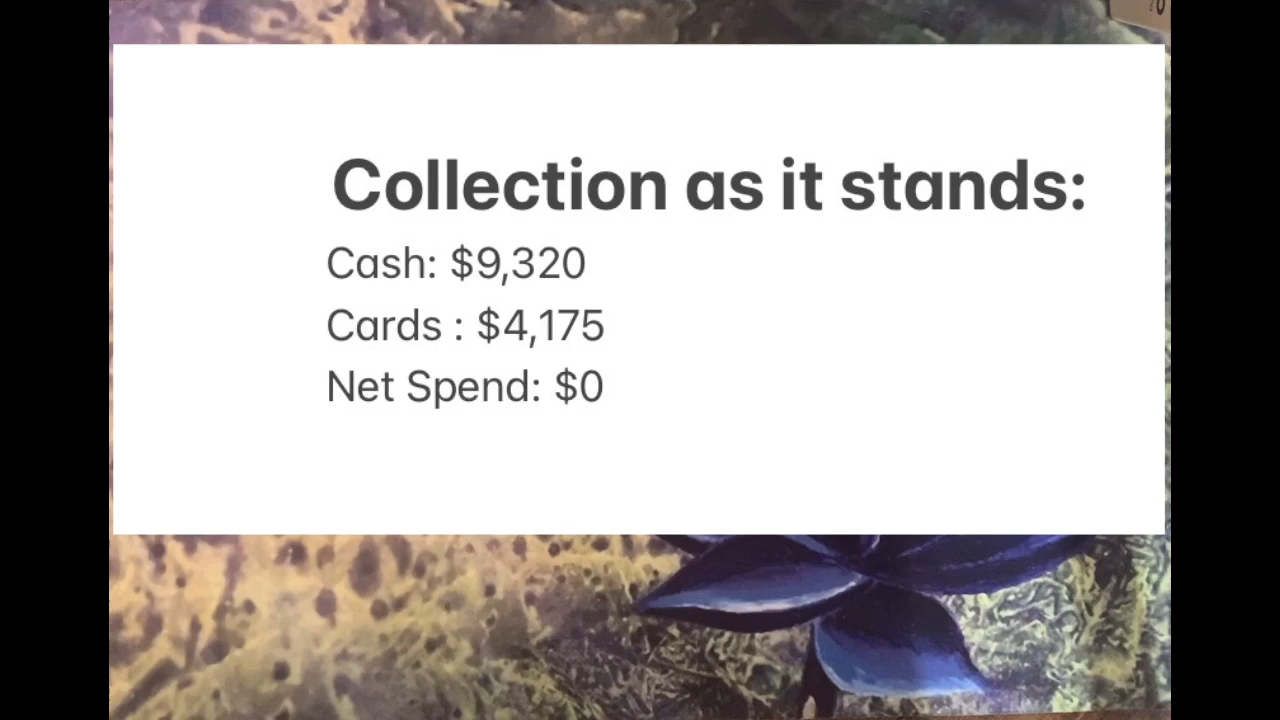 Collection as it stands:
Cash: $9,320
Cards : $4,175
Net Spend: $0